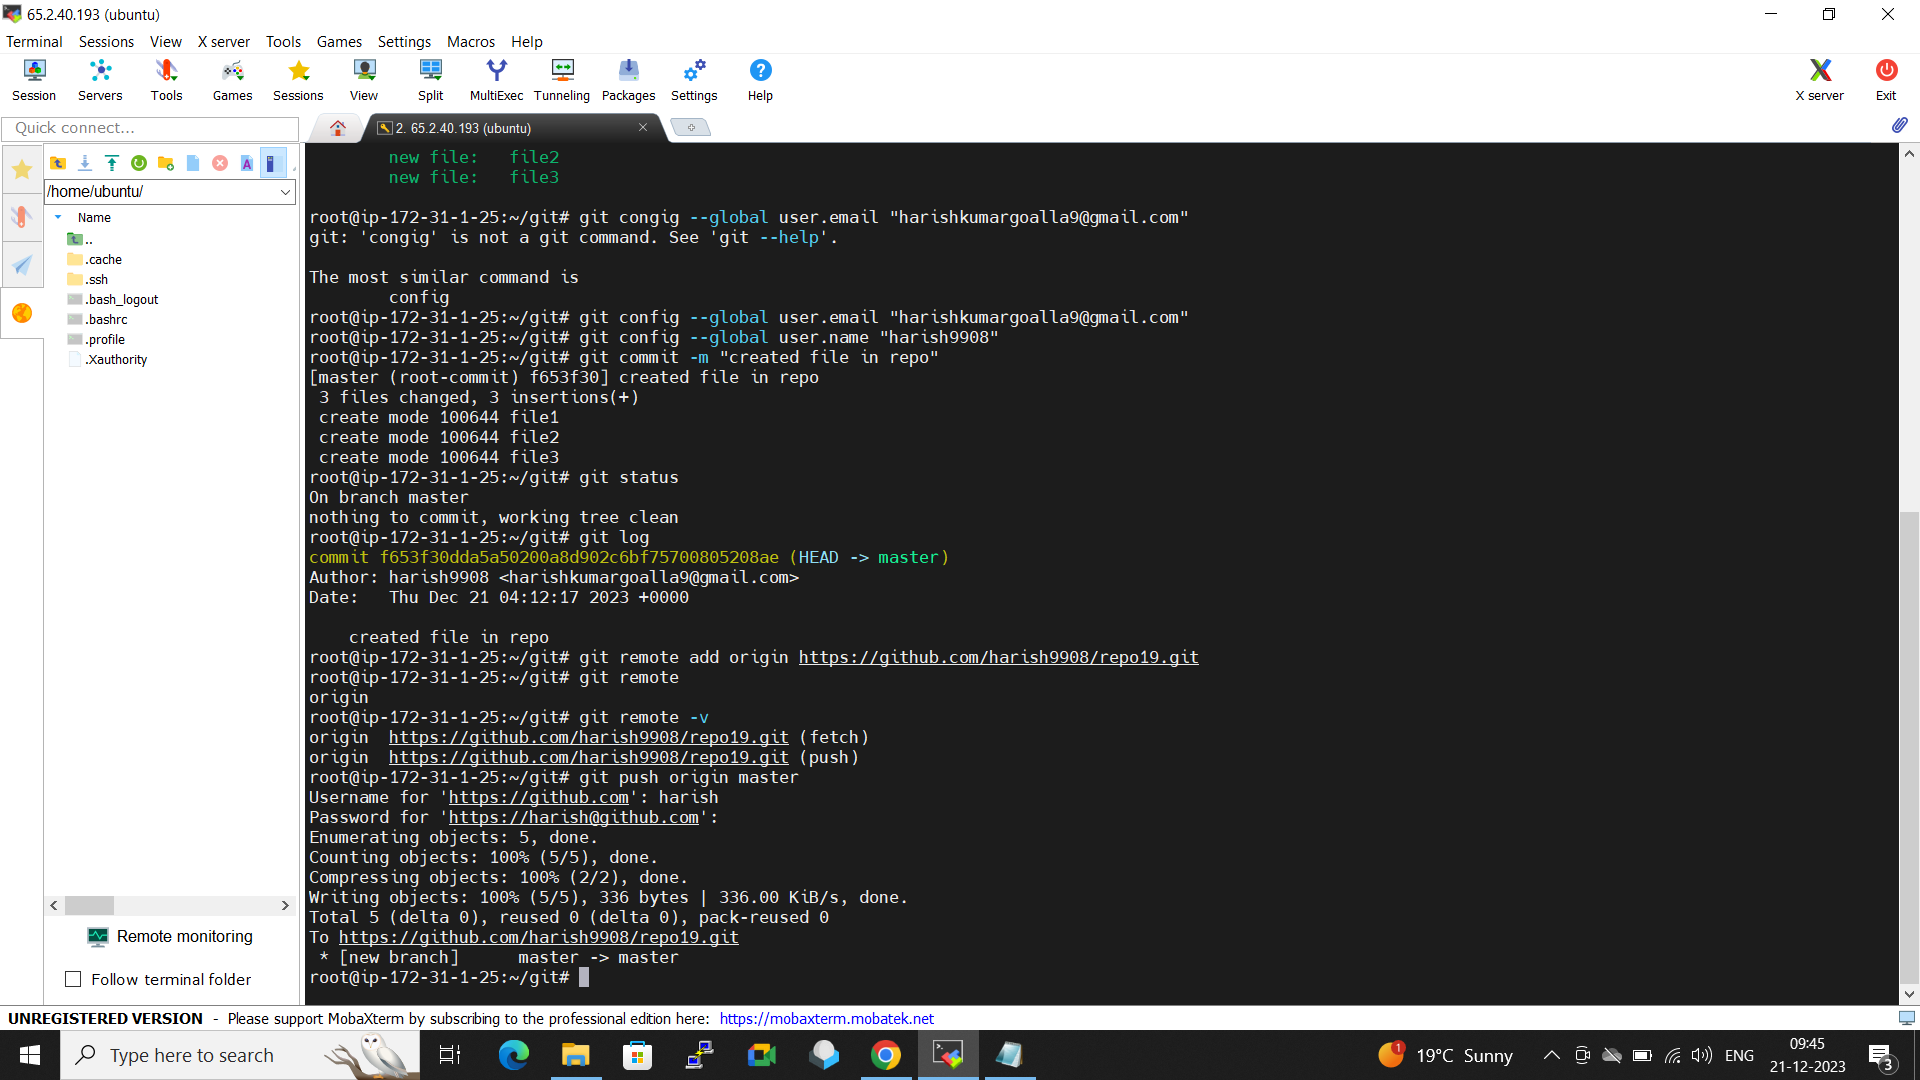 65.2.40.193 (ubuntu)
Terminal Sessions View X server Tools Games Settings Macros Help
Session Servers Tools Games Sessions View Split MultiExec Tunneling Packages Settings Help X server Exit
Quick connect...
2. 65.2.40.193 (ubuntu)
/home/ubuntu/
Name
..
.cache
.ssh
.bash_logout
.bashrc
.profile
.Xauthority
Remote monitoring
Follow terminal folder
new file:   file2
new file:   file3
root@ip-172-31-1-25:~/git# git congig --global user.email "harishkumargoalla9@gmail.com"
git: 'congig' is not a git command. See 'git --help'.
The most similar command is
config
root@ip-172-31-1-25:~/git# git config --global user.email "harishkumargoalla9@gmail.com"
root@ip-172-31-1-25:~/git# git config --global user.name "harish9908"
root@ip-172-31-1-25:~/git# git commit -m "created file in repo"
[master (root-commit) f653f30] created file in repo
3 files changed, 3 insertions(+)
create mode 100644 file1
create mode 100644 file2
create mode 100644 file3
root@ip-172-31-1-25:~/git# git status
On branch master
nothing to commit, working tree clean
root@ip-172-31-1-25:~/git# git log
commit f653f30dda5a50200a8d902c6bf75700805208ae (HEAD -> master)
Author: harish9908 <harishkumargoalla9@gmail.com>
Date:   Thu Dec 21 04:12:17 2023 +0000
created file in repo
root@ip-172-31-1-25:~/git# git remote add origin https://github.com/harish9908/repo19.git
root@ip-172-31-1-25:~/git# git remote
origin
root@ip-172-31-1-25:~/git# git remote -v
origin  https://github.com/harish9908/repo19.git (fetch)
origin  https://github.com/harish9908/repo19.git (push)
root@ip-172-31-1-25:~/git# git push origin master
Username for 'https://github.com': harish
Password for 'https://harish@github.com':
Enumerating objects: 5, done.
Counting objects: 100% (5/5), done.
Compressing objects: 100% (2/2), done.
Writing objects: 100% (5/5), 336 bytes | 336.00 KiB/s, done.
Total 5 (delta 0), reused 0 (delta 0), pack-reused 0
To https://github.com/harish9908/repo19.git
* [new branch]      master -> master
root@ip-172-31-1-25:~/git#
UNREGISTERED VERSION - Please support MobaXterm by subscribing to the professional edition here: https://mobaxterm.mobatek.net
Type here to search
1
19°C Sunny
ENG
09:45
21-12-2023
3